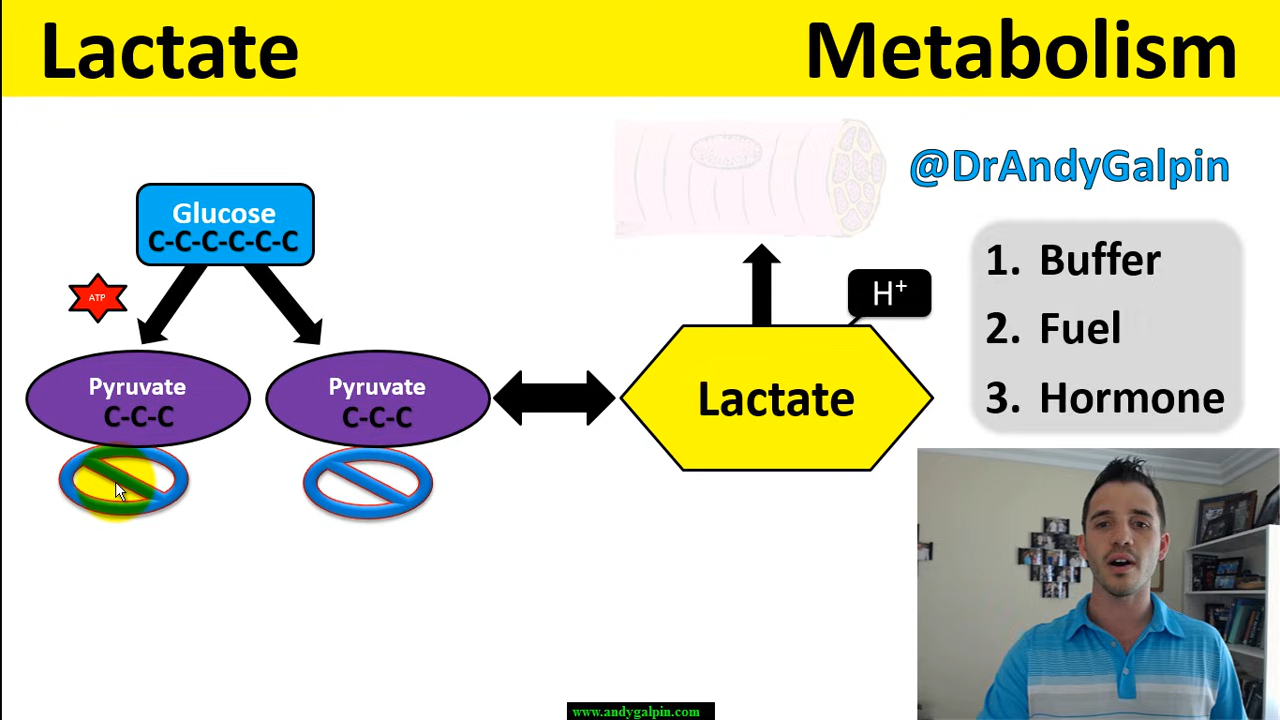 Lactate
Metabolism
@DrAndyGalpin
Glucose
C-C-C-C-C-C
ATP
Pyruvate
C-C-C
Pyruvate
C-C-C
H+
Lactate
1. Buffer
2. Fuel
3. Hormone
www.andygalpin.com